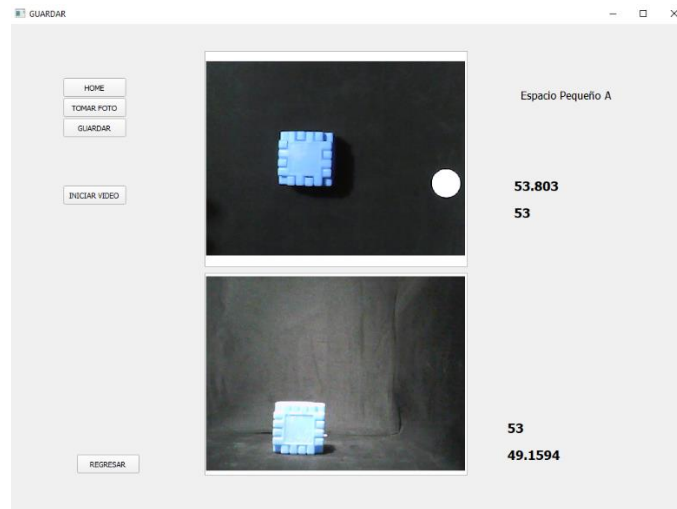 GUARDAR
HOME
TOMAR FOTO
GUARDAR
INICIAR VIDEO
Espacio Pequeño A
53.803
53
53
49.1594
REGRESAR